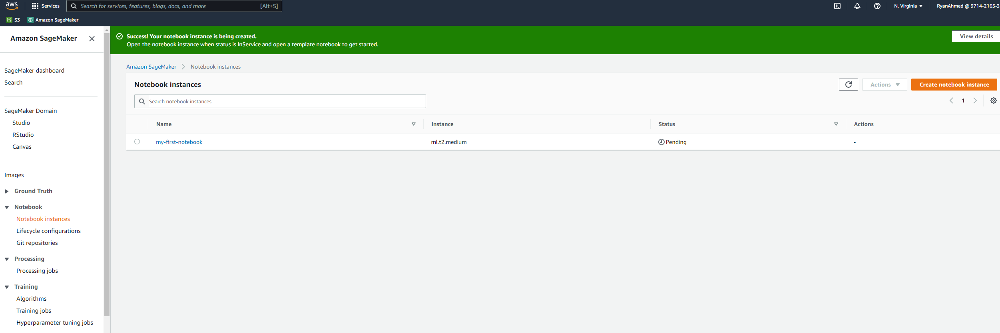 aws
Services
Search for services, features, blogs, docs, and more
[Alt+S]
N. Virginia
RyanAhmed @ 9714-2165-3
S3
Amazon SageMaker
Amazon SageMaker
SageMaker dashboard
Search
SageMaker Domain
Studio
RStudio
Canvas
Images
Ground Truth
Notebook
Notebook instances
Lifecycle configurations
Git repositories
Processing
Processing jobs
Training
Algorithms
Training jobs
Hyperparameter tuning jobs
Success! Your notebook instance is being created.
Open the notebook instance when status is InService and open a template notebook to get started.
View details
Amazon SageMaker
Notebook instances
Notebook instances
Actions
Create notebook instance
Search notebook instances
1
Name
Instance
Status
Actions
my-first-notebook
ml.t2.medium
Pending
-